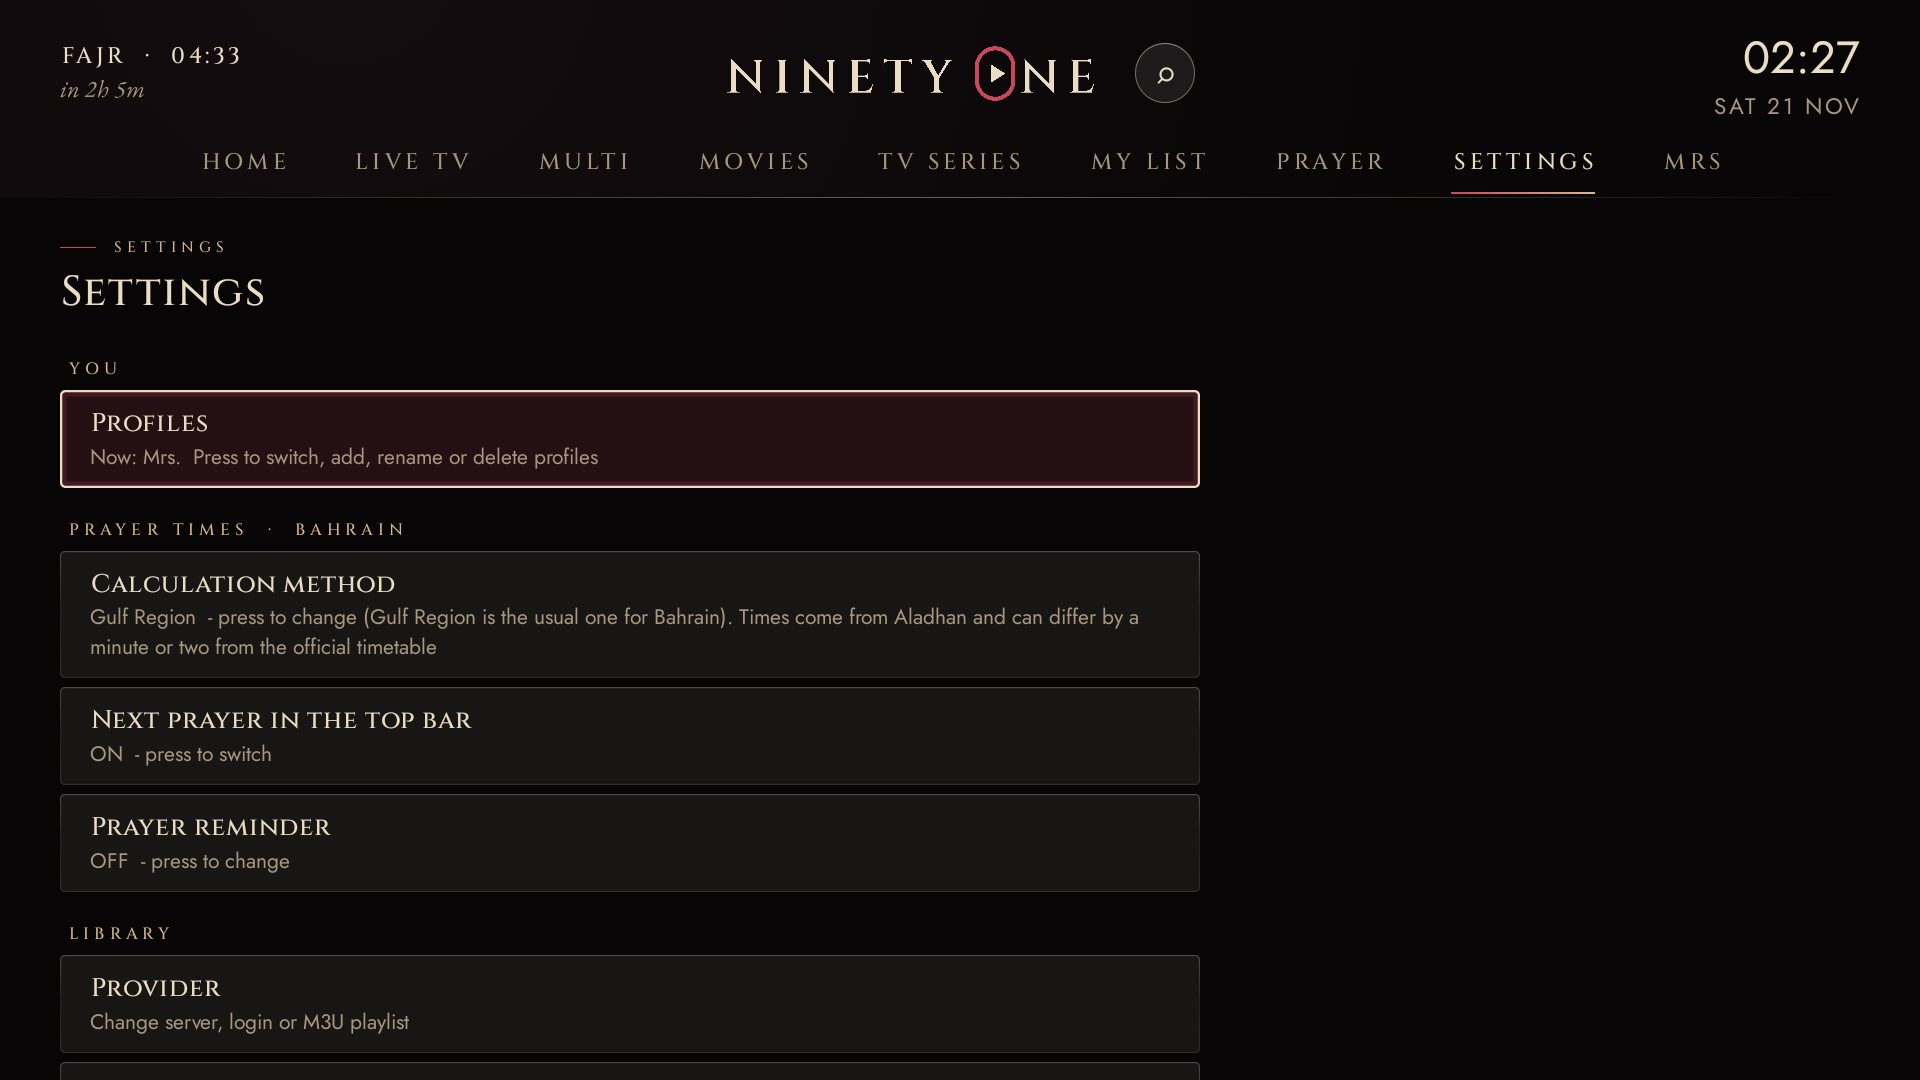 FAJR · 04:33
in 2h 5m
NINETY ONE
02:27
SAT 21 NOV
HOME LIVE TV MULTI MOVIES TV SERIES MY LIST PRAYER SETTINGS MRS
SETTINGS
Settings
YOU
Profiles
Now: Mrs. Press to switch, add, rename or delete profiles
PRAYER TIMES · BAHRAIN
Calculation method
Gulf Region - press to change (Gulf Region is the usual one for Bahrain). Times come from Aladhan and can differ by a
minute or two from the official timetable
Next prayer in the top bar
ON - press to switch
Prayer reminder
OFF - press to change
LIBRARY
Provider
Change server, login or M3U playlist